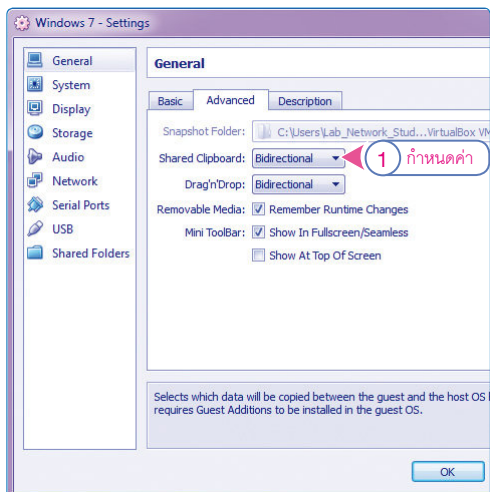 Windows 7 - Settings
General
System
Display
Storage
Audio
Network
Serial Ports
USB
Shared Folders
General
Basic Advanced Description
Snapshot Folder: C:\Users\Lab_Network_Stud...VirtualBox VM
Shared Clipboard: Bidirectional 1 กำหนดค่า
Drag'n'Drop: Bidirectional
Removable Media: Remember Runtime Changes
Mini ToolBar: Show In Fullscreen/Seamless
Show At Top Of Screen
Selects which data will be copied between the guest and the host OS
requires Guest Additions to be installed in the guest OS.
OK